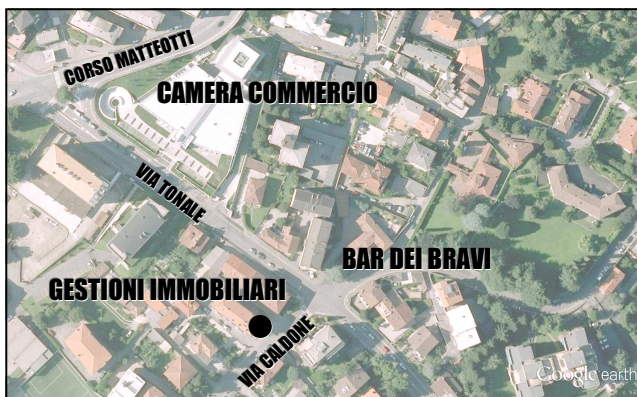 CORSO MATTEOTTI
CAMERA COMMERCIO
VIA TONALE
BAR DEI BRAVI
GESTIONI IMMOBILIARI
VIA CALDONE
Google earth